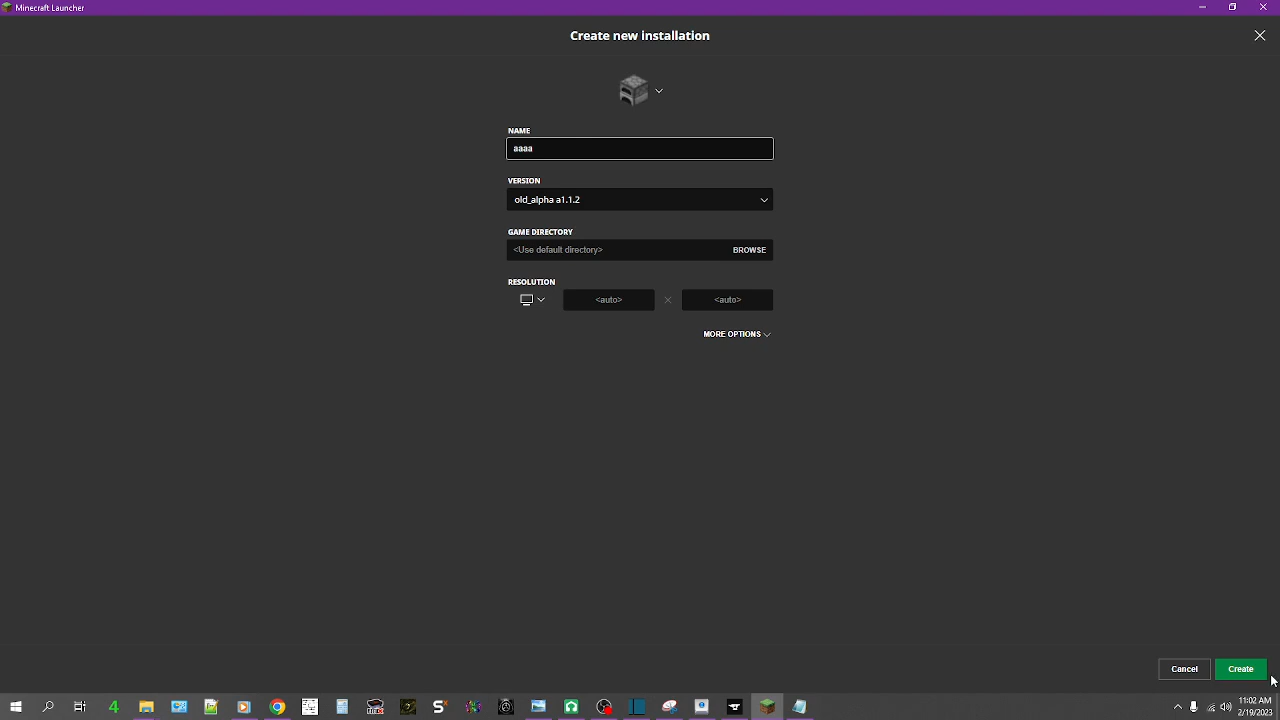 Minecraft Launcher
Create new installation
NAME
aaaa
VERSION
old_alpha a1.1.2
GAME DIRECTORY
<Use default directory> BROWSE
RESOLUTION
<auto> <auto>
MORE OPTIONS
Cancel Create
11:02 AM
2/19/2023